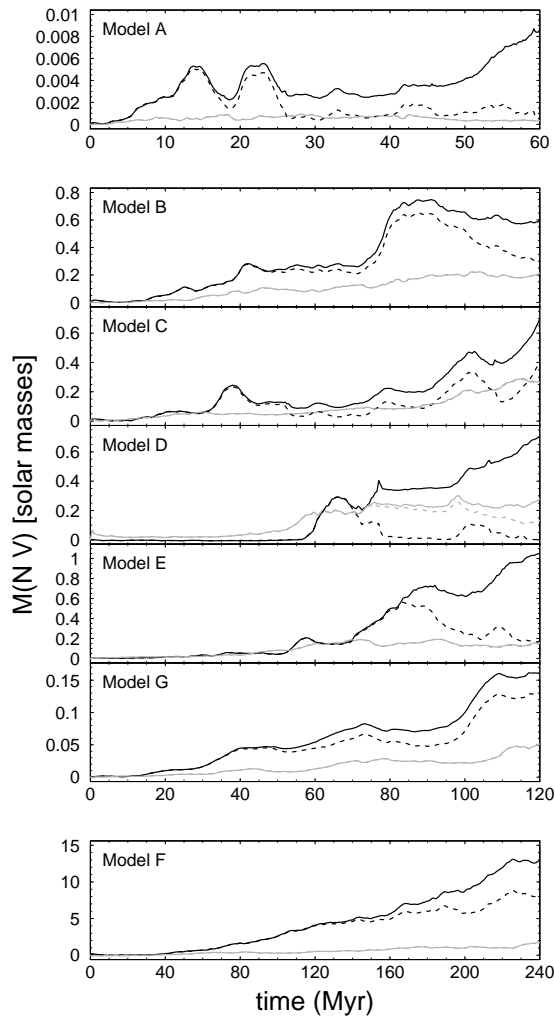 Model A
0.01
0.008
0.006
0.004
0.002
0
0 10 20 30 40 50 60
Model B
0.8
0.6
0.4
0.2
0
Model C
0.6
0.4
0.2
0
Model D
0.6
0.4
0.2
0
Model E
1
0.8
0.6
0.4
0.2
0
Model G
0.15
0.1
0.05
0
0 20 40 60 80 100 120
M(N V) [solar masses]
Model F
15
10
5
0
0 40 80 120 160 200 240
time (Myr)